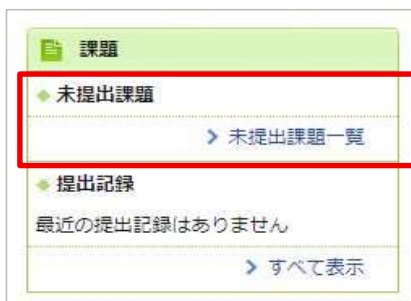 課題
未提出課題
未提出課題一覧
提出記録
最近の提出記録はありません
すべて表示